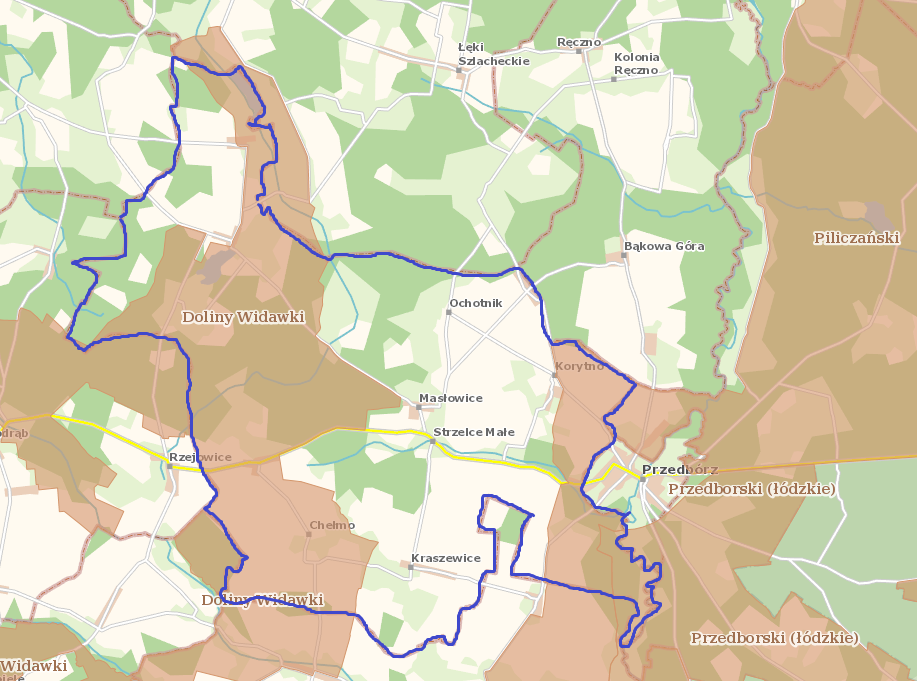 Łęki
Szlacheckie
Ręczno
Kolonia
Ręczno
Piliczański
Bąkowa Góra
Ochotnik
Doliny Widawki
Korytno
Masłowice
Strzelce Małe
Rzejowice
Przedbórz
Przedborski (łódzkie)
Chełmo
Kraszewice
Doliny Widawki
Przedborski (łódzkie)
Widawki